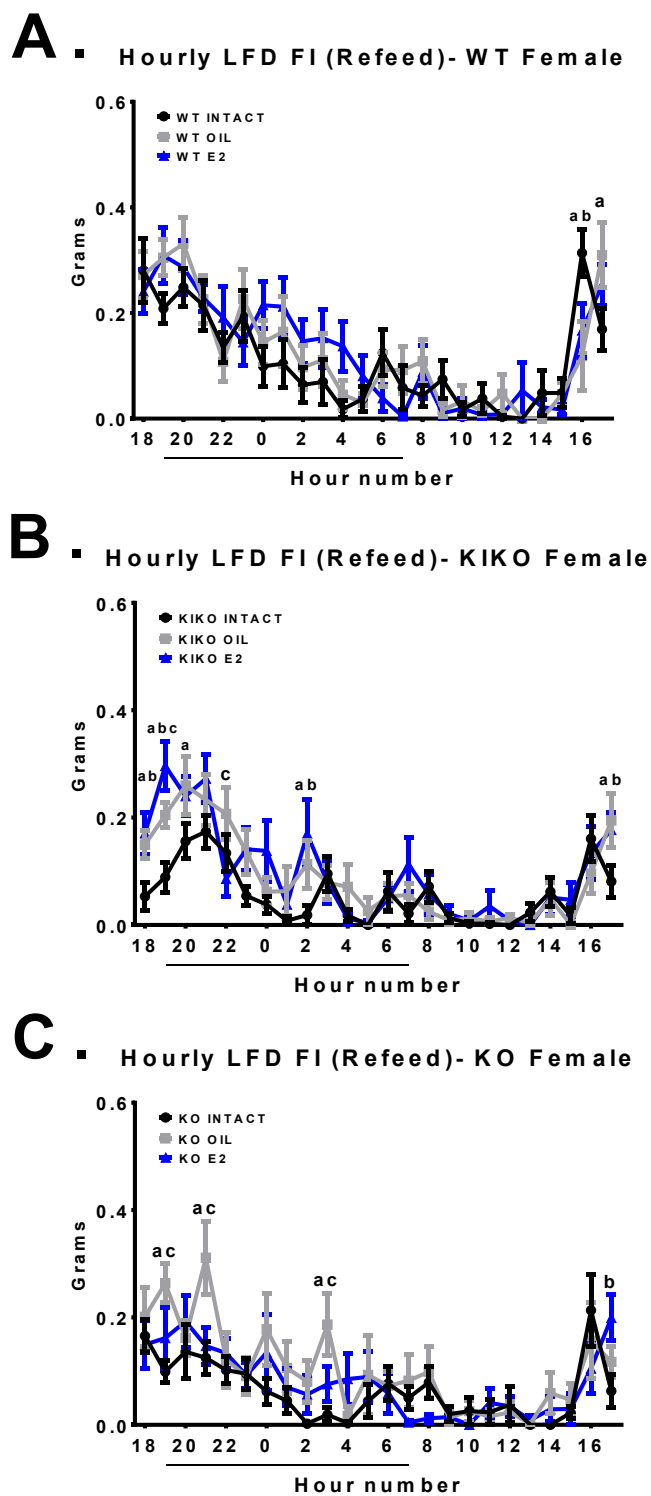 A. Hourly LFD FI (Refeed)- WT Female
0.6
WT INTACT
WT OIL
WT E2
0.4
a b
a
Grams
0.2
0.0
18 20 22 0 2 4 6 8 10 12 14 16
Hour number
B. Hourly LFD FI (Refeed)- KIKO Female
0.6
KIKO INTACT
KIKO OIL
KIKO E2
0.4
abc
ab
a
c
ab
ab
Grams
0.2
0.0
18 20 22 0 2 4 6 8 10 12 14 16
Hour number
C. Hourly LFD FI (Refeed)- KO Female
0.6
KO INTACT
KO OIL
KO E2
0.4
ac
ac
ac
b
Grams
0.2
0.0
18 20 22 0 2 4 6 8 10 12 14 16
Hour number